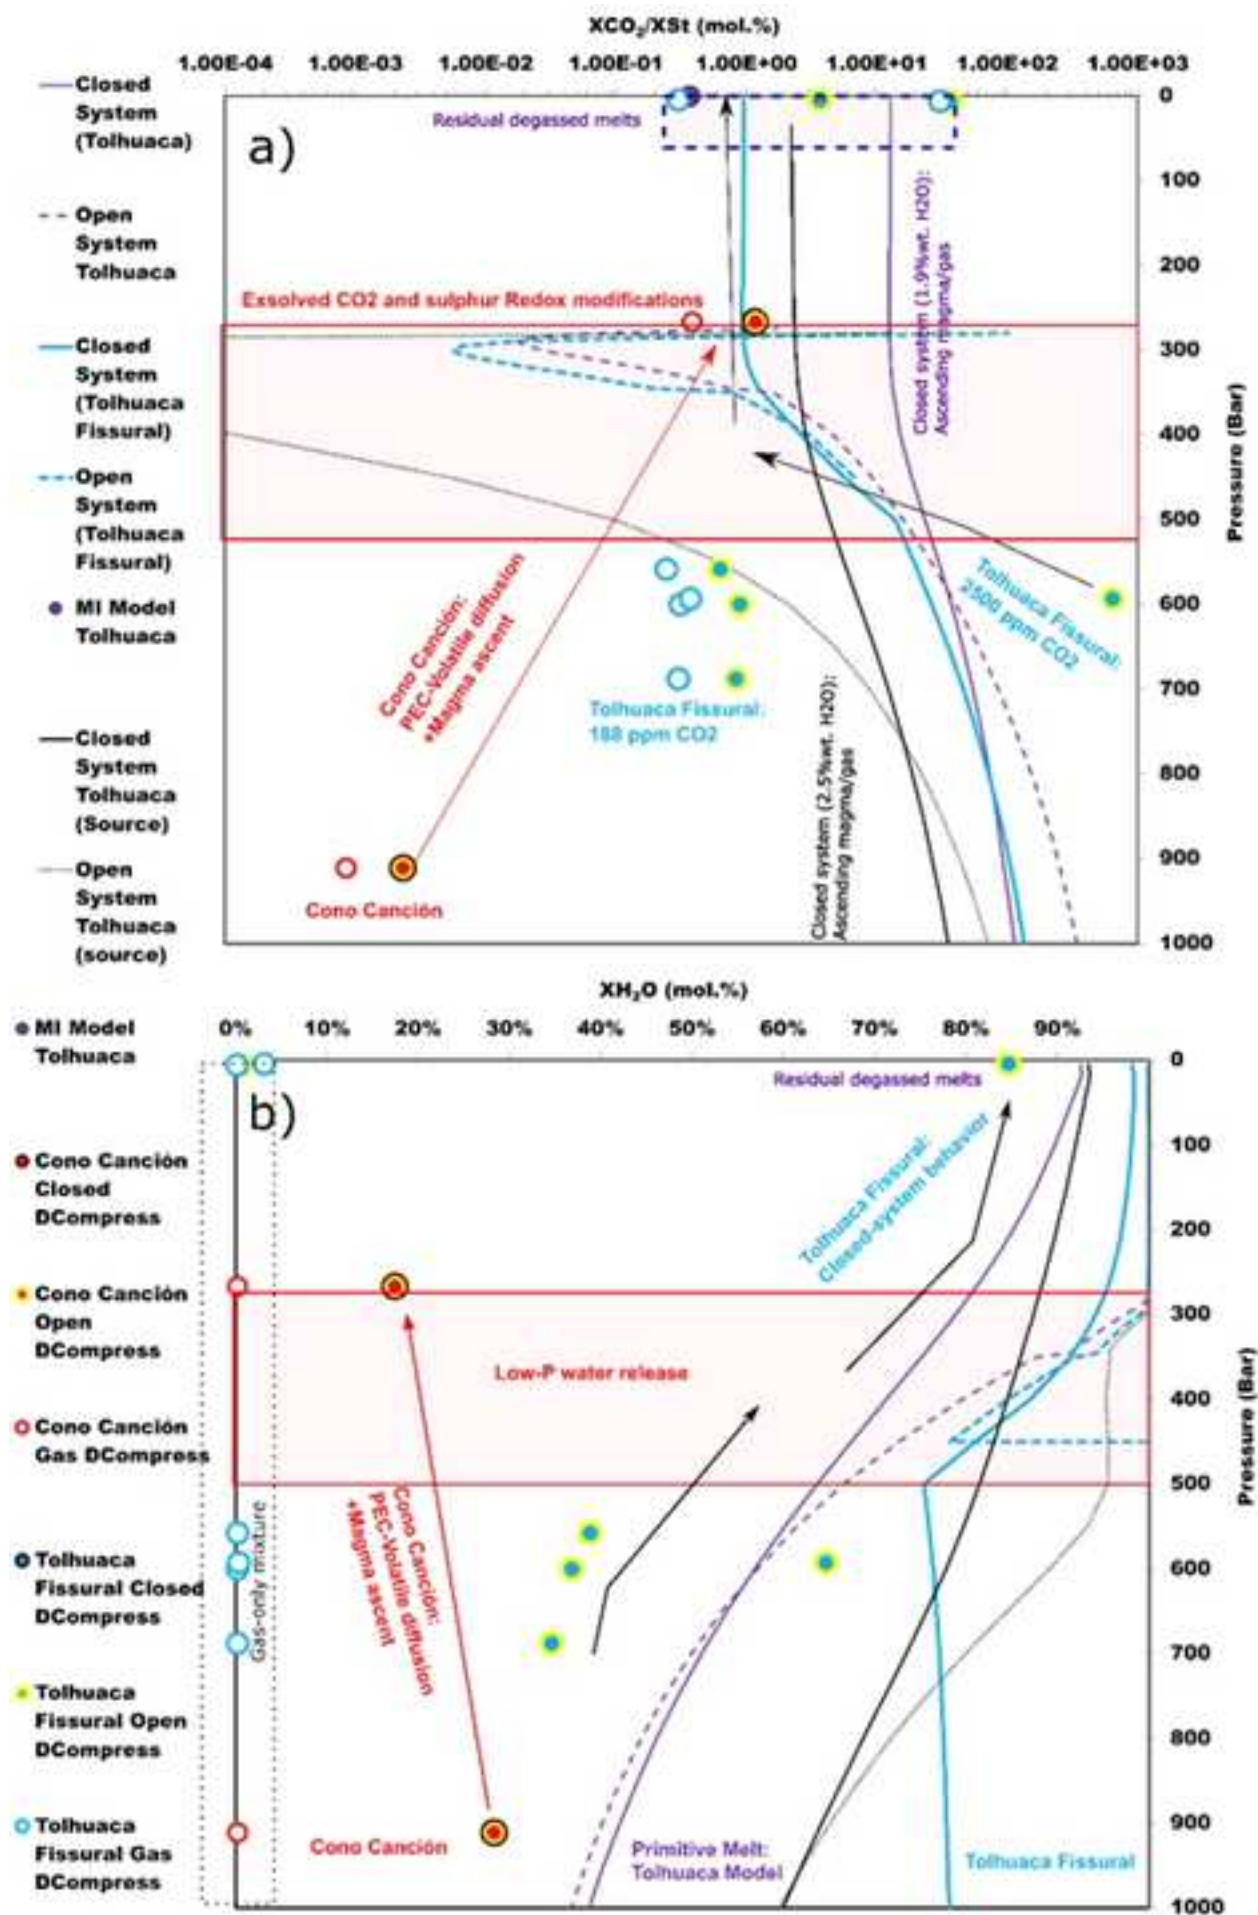 XCO₂/XSt (mol.%)
1.00E-04 1.00E-03 1.00E-02 1.00E-01 1.00E+00 1.00E+01 1.00E+02 1.00E+03
Closed
System
(Tolhuaca)
Open
System
Tolhuaca
Closed
System
(Tolhuaca
Fissural)
Open
System
(Tolhuaca
Fissural)
MI Model
Tolhuaca
Closed
System
Tolhuaca
(Source)
Open
System
Tolhuaca
(source)
a)
Residual degassed melts
Exsolved CO2 and sulphur Redox modifications
Closed system (1.9%wt. H2O):
Ascending magma/gas
Cono Canción:
PEC-Volatile diffusion
+Magma ascent
Tolhuaca Fissural:
188 ppm CO2
Tolhuaca Fissural:
2500 ppm CO2
Closed system (2.5%wt. H2O):
Ascending magma/gas
Cono Canción
0
100
200
300
400
500
600
700
800
900
1000
Pressure (Bar)
XH₂O (mol.%)
0% 10% 20% 30% 40% 50% 60% 70% 80% 90%
MI Model
Tolhuaca
Cono Canción
Closed
DCompress
Cono Canción
Open
DCompress
Cono Canción
Gas DCompress
Tolhuaca
Fissural Closed
DCompress
Tolhuaca
Fissural Open
DCompress
Tolhuaca
Fissural Gas
DCompress
b)
Residual degassed melts
Tolhuaca Fissural:
Closed-system behavior
Low-P water release
Gas-only mixture
Cono Canción:
PEC-Volatile diffusion
+Magma ascent
Cono Canción
Primitive Melt:
Tolhuaca Model
Tolhuaca Fissural
0
100
200
300
400
500
600
700
800
900
1000
Pressure (Bar)